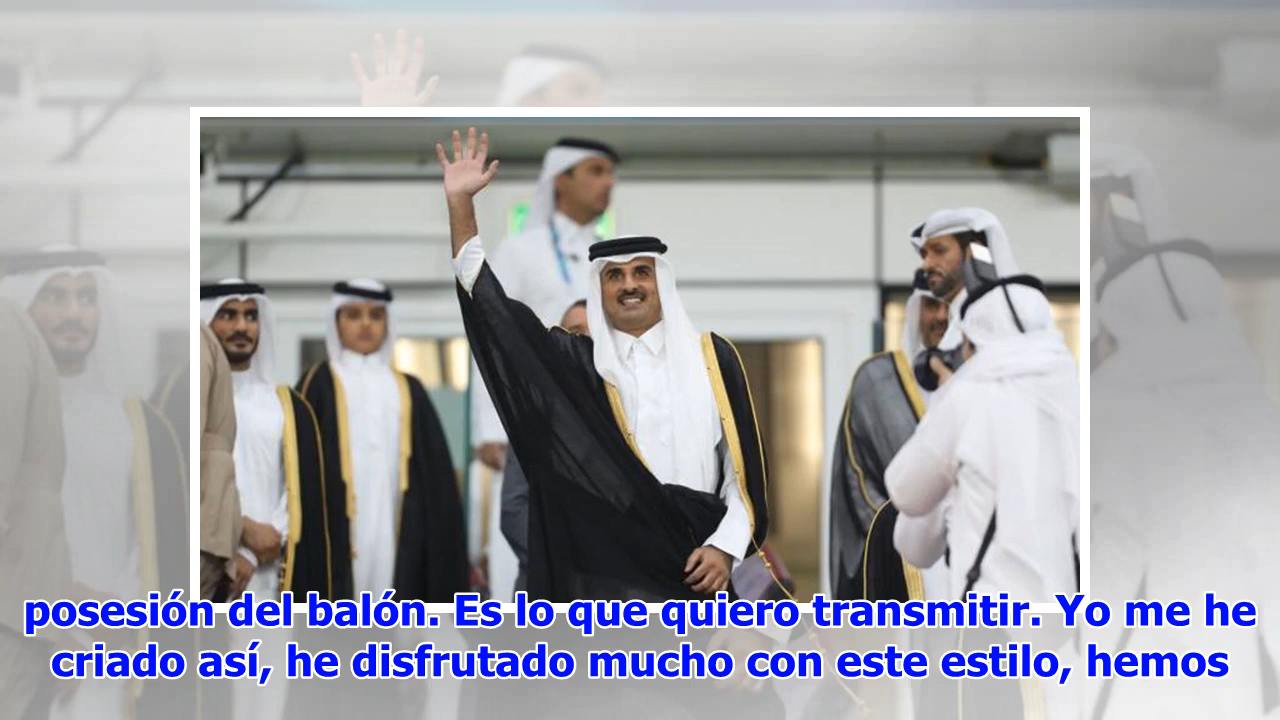 posesión del balón. Es lo que quiero transmitir. Yo me he
criado así, he disfrutado mucho con este estilo, hemos